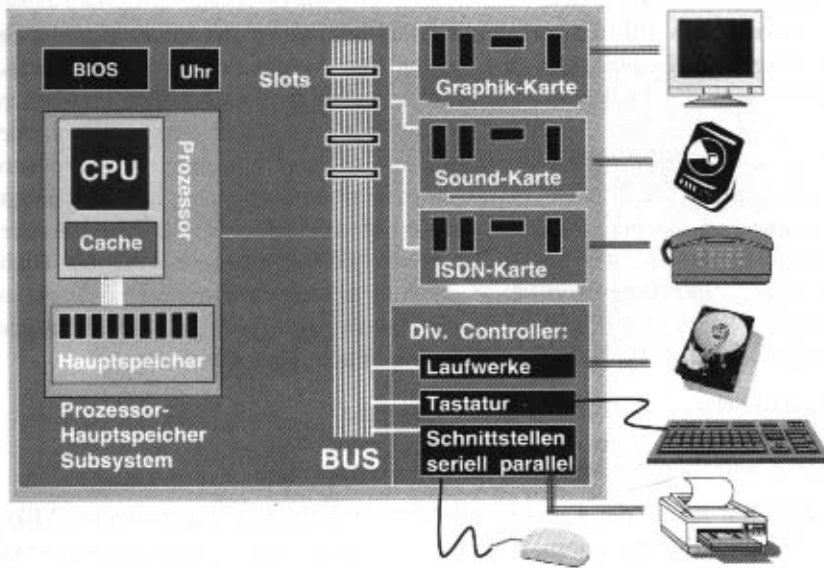 BIOS
Uhr
Slots
CPU
Cache
Prozessor
Hauptspeicher
Prozessor-
Hauptspeicher
Subsystem
BUS
Graphik-Karte
Sound-Karte
ISDN-Karte
Div. Controller:
Laufwerke
Tastatur
Schnittstellen
seriell parallel